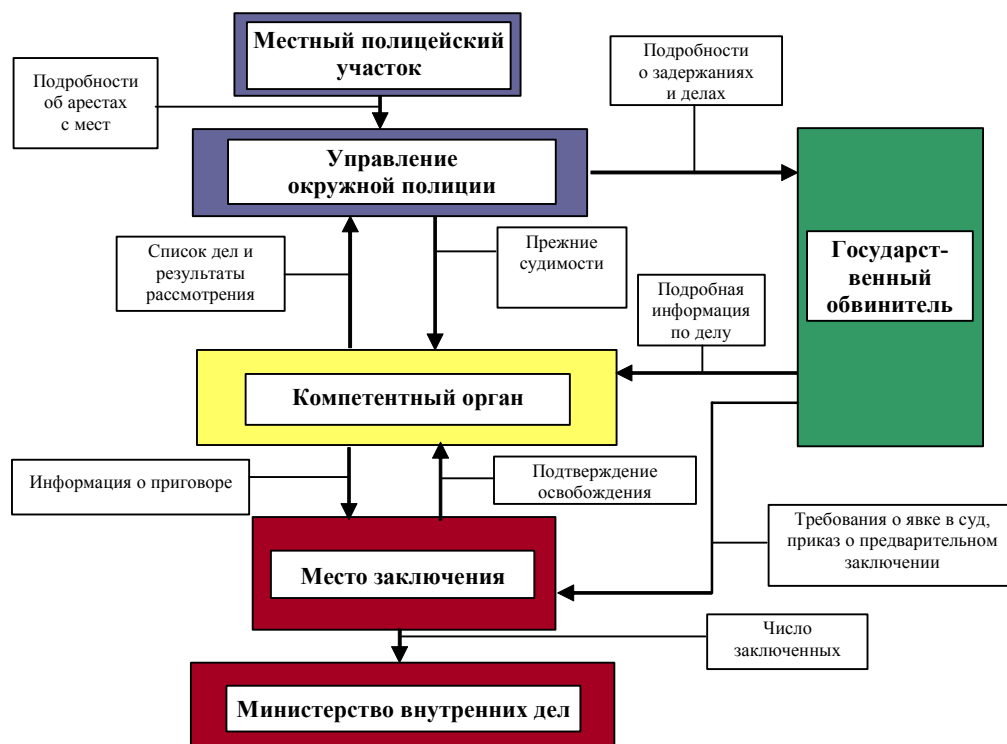 Местный полицейский
участок
Подробности
об арестах
с мест
Подробности
о задержаниях
и делах
Управление
окружной полиции
Список дел и
результаты
рассмотрения
Прежние
судимости
Государст-
венный
обвинитель
Подробная
информация
по делу
Компетентный орган
Информация о приговоре
Подтверждение
освобождения
Требования о явке в суд,
приказ о предварительном
заключении
Место заключения
Число
заключенных
Министерство внутренних дел